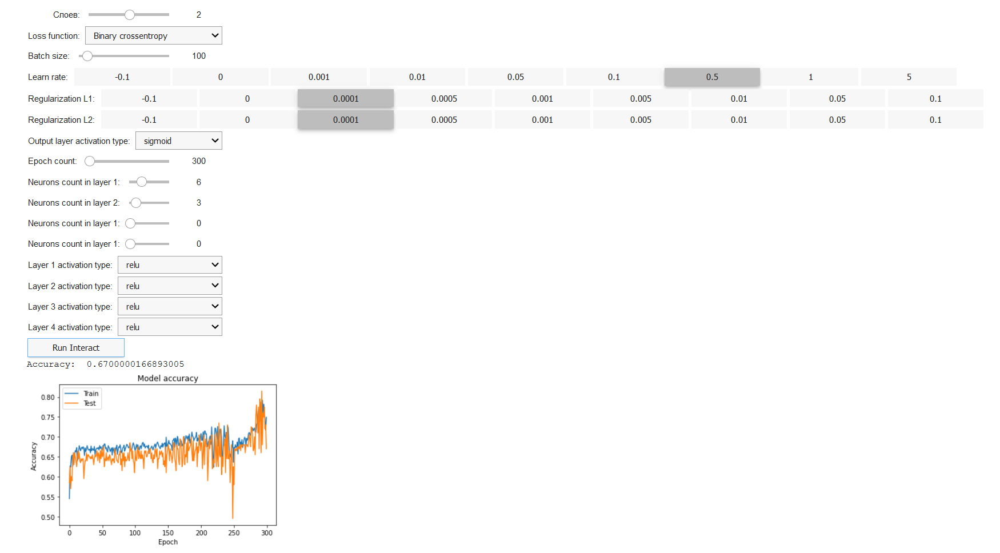 Слоев: 2
Loss function: Binary crossentropy
Batch size: 100
Learn rate: -0.1 0 0.001 0.01 0.05 0.1 0.5 1 5
Regularization L1: -0.1 0 0.0001 0.0005 0.001 0.005 0.01 0.05 0.1
Regularization L2: -0.1 0 0.0001 0.0005 0.001 0.005 0.01 0.05 0.1
Output layer activation type: sigmoid
Epoch count: 300
Neurons count in layer 1: 6
Neurons count in layer 2: 3
Neurons count in layer 1: 0
Neurons count in layer 1: 0
Layer 1 activation type: relu
Layer 2 activation type: relu
Layer 3 activation type: relu
Layer 4 activation type: relu
Run Interact
Accuracy: 0.6700000166893005
Model accuracy
Train
Test
0.80
0.75
0.70
0.65
0.60
0.55
0.50
Accuracy
0 50 100 150 200 250 300
Epoch